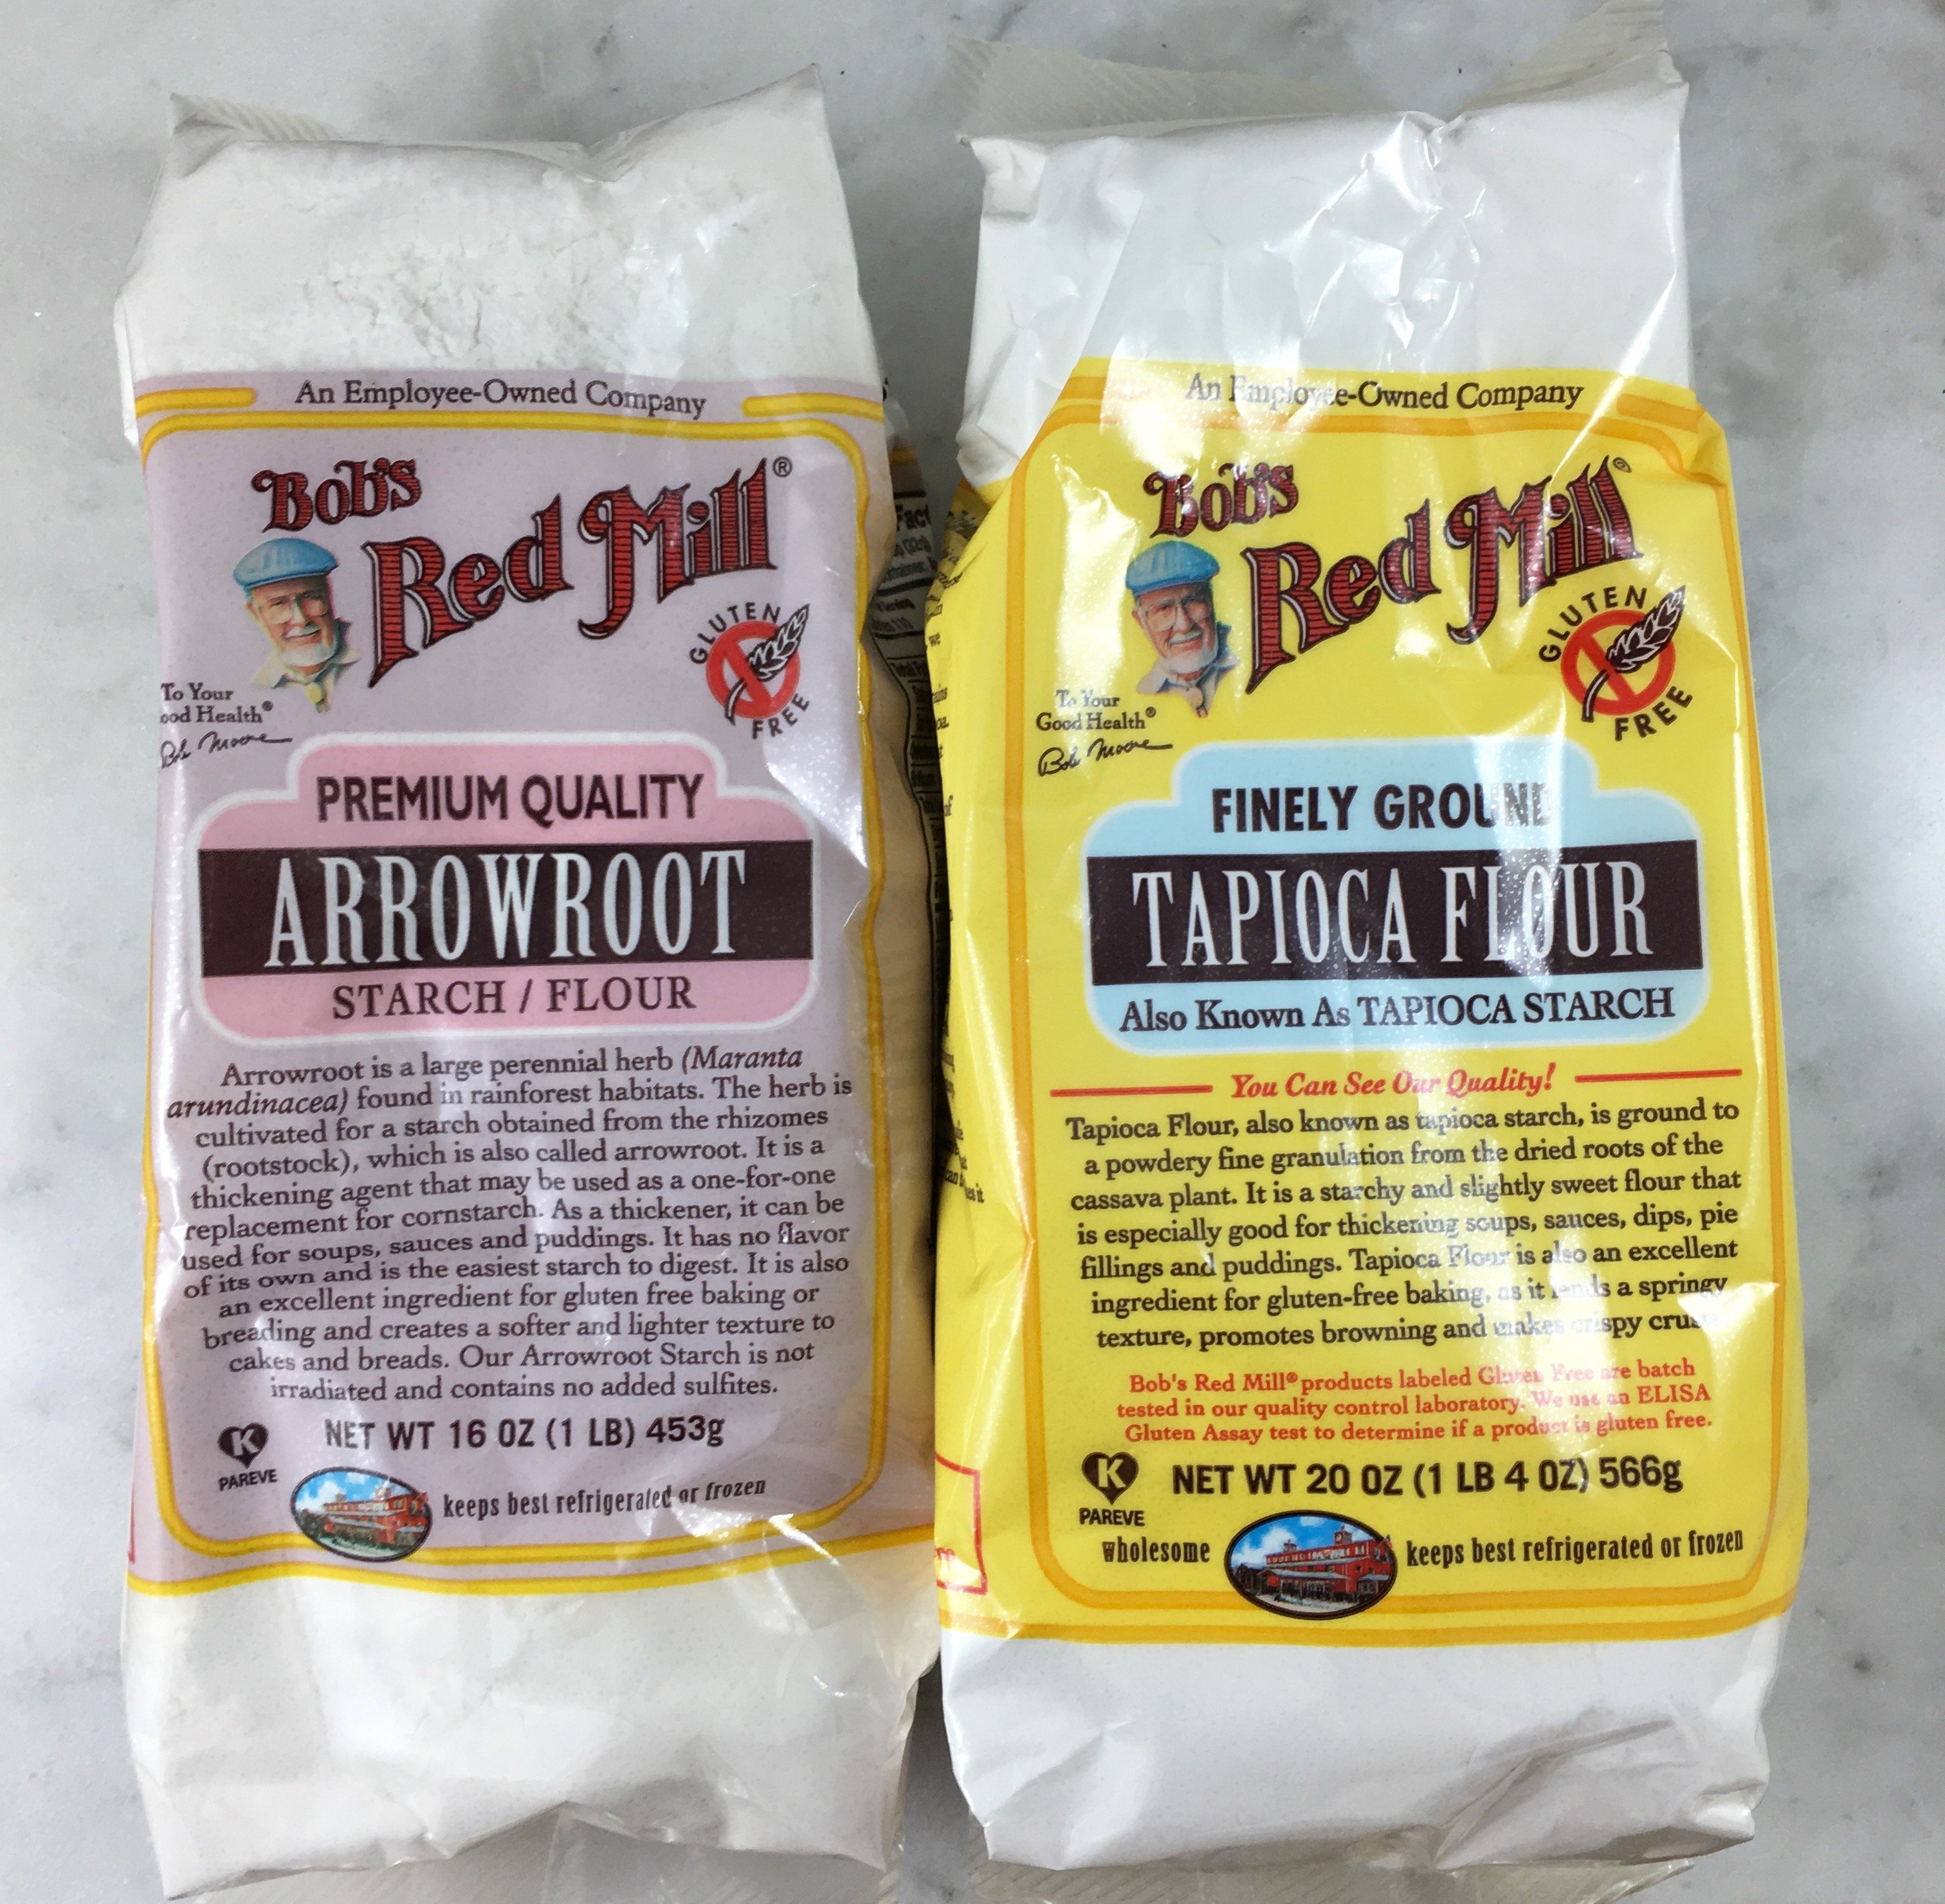 An Employee-Owned Company
Bob's
Red Mill®
GLUTEN
FREE
To Your
ood Health®
Bob Moore
PREMIUM QUALITY
ARROWROOT
STARCH / FLOUR
Arrowroot is a large perennial herb (Maranta
arundinacea) found in rainforest habitats. The herb is
cultivated for a starch obtained from the rhizomes
(rootstock), which is also called arrowroot. It is a
thickening agent that may be used as a one-for-one
replacement for cornstarch. As a thickener, it can be
used for soups, sauces and puddings. It has no flavor
of its own and is the easiest starch to digest. It is also
an excellent ingredient for gluten free baking or
breading and creates a softer and lighter texture to
cakes and breads. Our Arrowroot Starch is not
irradiated and contains no added sulfites.
K
PAREVE
NET WT 16 OZ (1 LB) 453g
keeps best refrigerated or frozen
An Employee-Owned Company
Bob's
Red Mill®
GLUTEN
FREE
To Your
Good Health®
Bob Moore
FINELY GROUND
TAPIOCA FLOUR
Also Known As TAPIOCA STARCH
You Can See Our Quality!
Tapioca Flour, also known as tapioca starch, is ground to
a powdery fine granulation from the dried roots of the
cassava plant. It is a starchy and slightly sweet flour that
is especially good for thickening soups, sauces, dips, pie
fillings and puddings. Tapioca Flour is also an excellent
ingredient for gluten-free baking, as it lends a springy
texture, promotes browning and makes crispy
Bob's Red Mill® products labeled Gluten Free are batch
tested in our quality control laboratory. We use an ELISA
Gluten Assay test to determine if a product is gluten free.
K
PAREVE
NET WT 20 OZ (1 LB 4 OZ) 566g
wholesome
keeps best refrigerated or frozen